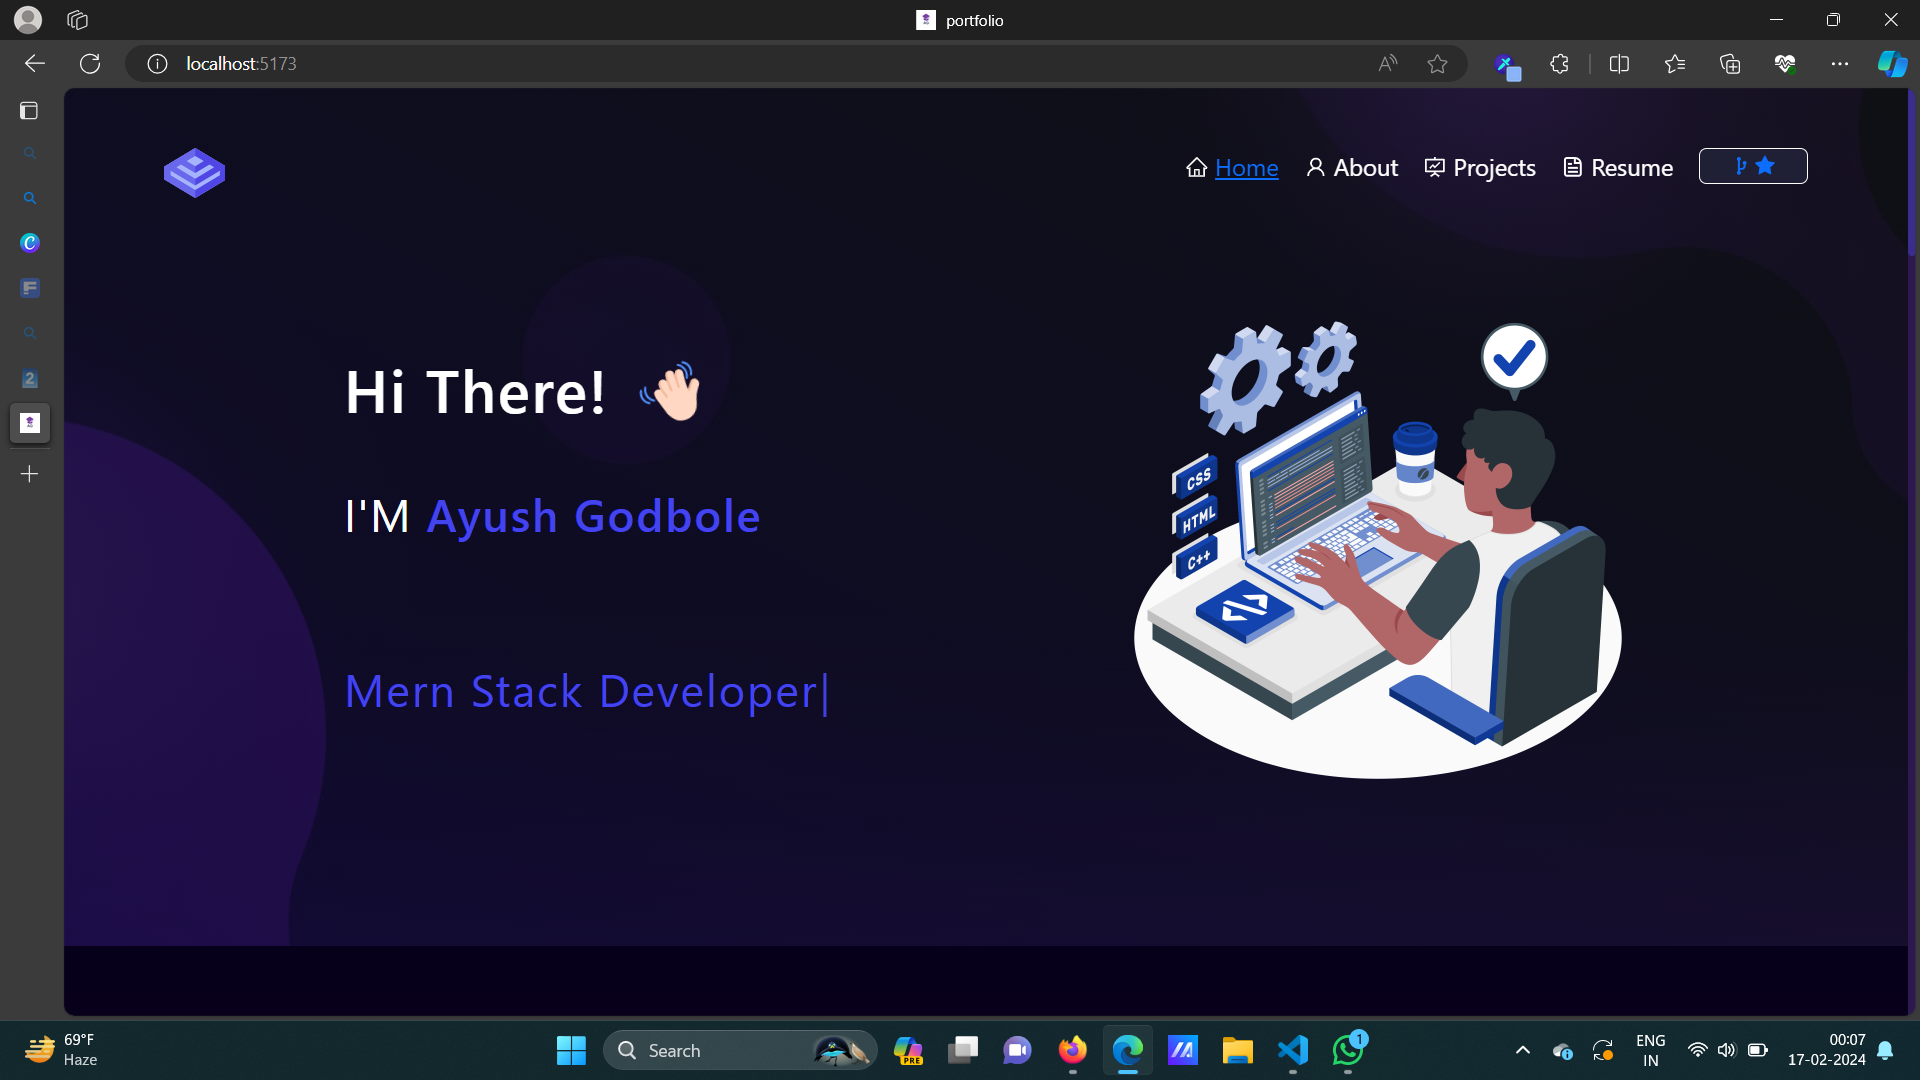 portfolio
localhost:5173
Home About Projects Resume
Hi There! 👋🏻
I'M Ayush Godbole
Mern Stack Developer|
CSS
HTML
C++
</>
69°F
Haze
Search
PRE
1
ENG
IN
00:07
17-02-2024